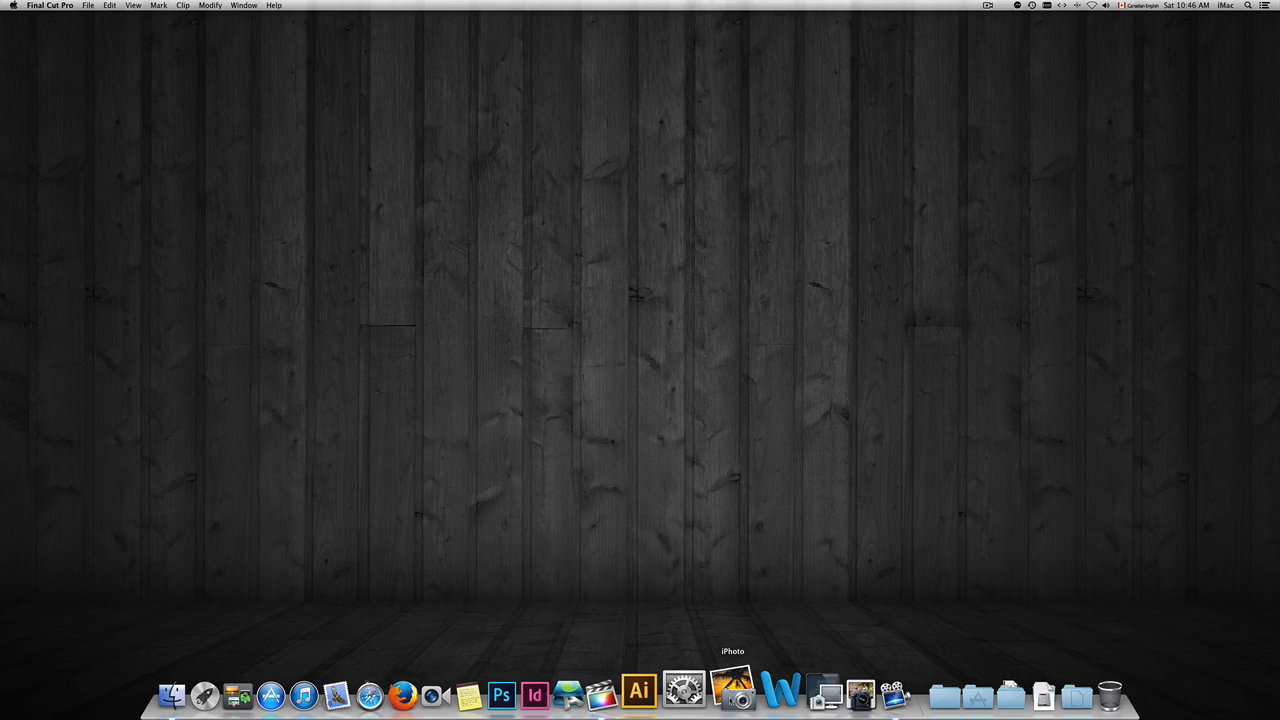 Final Cut Pro File Edit View Mark Clip Modify Window Help Canadian English Sat 10:46 AM iMac
iPhoto
Ps Id Ai W